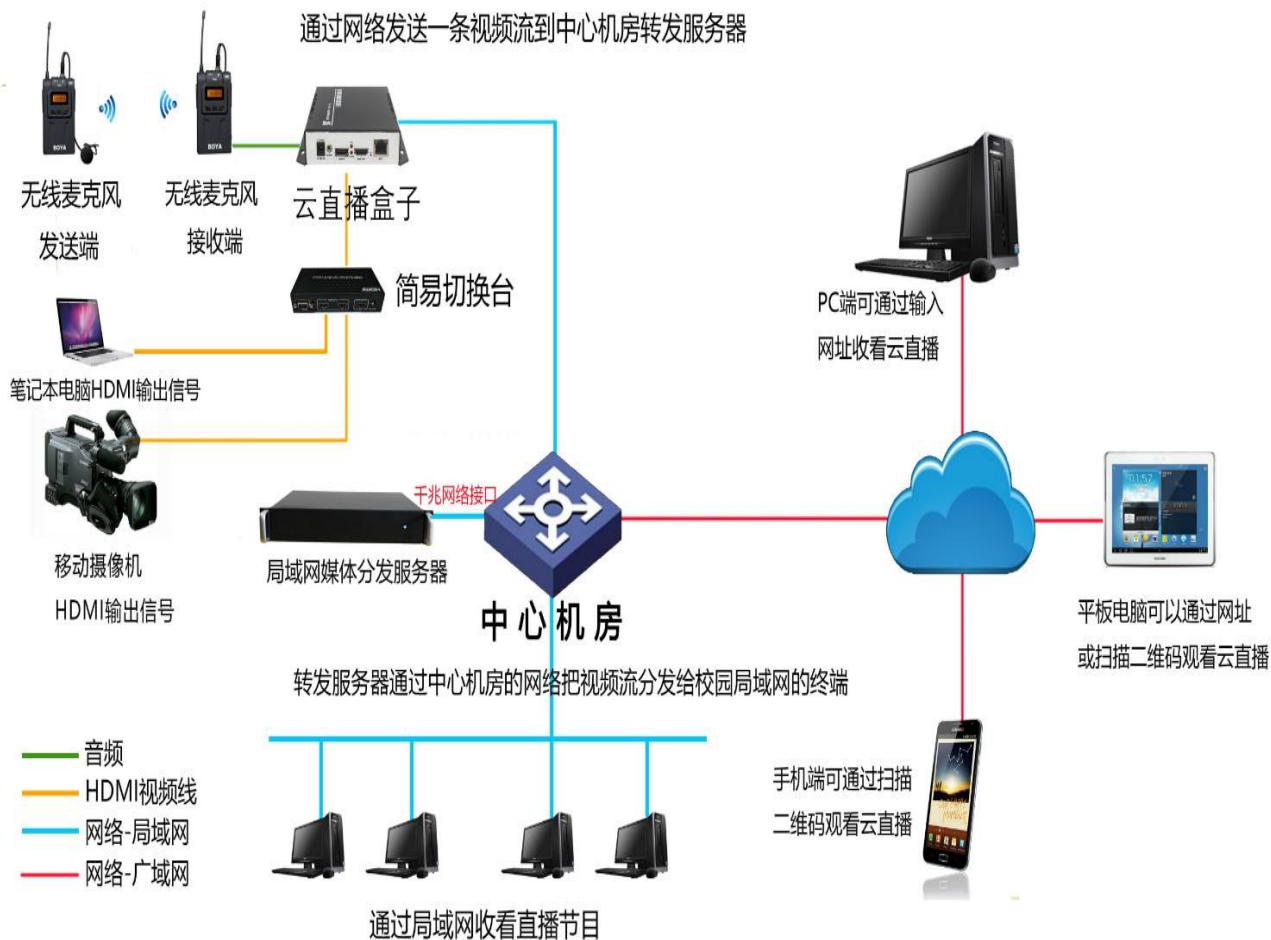 通过网络发送一条视频流到中心机房转发服务器
BOYA
BOYA
无线麦克风
发送端
无线麦克风
接收端
云直播盒子
简易切换台
笔记本电脑HDMI输出信号
移动摄像机
HDMI输出信号
千兆网络接口
局域网媒体分发服务器
中心机房
转发服务器通过中心机房的网络把视频流分发给校园局域网的终端
PC端可通过输入
网址收看云直播
01:57
平板电脑可以通过网址
或扫描二维码观看云直播
手机端可通过扫描
二维码观看云直播
音频
HDMI视频线
网络-局域网
网络-广域网
通过局域网收看直播节目